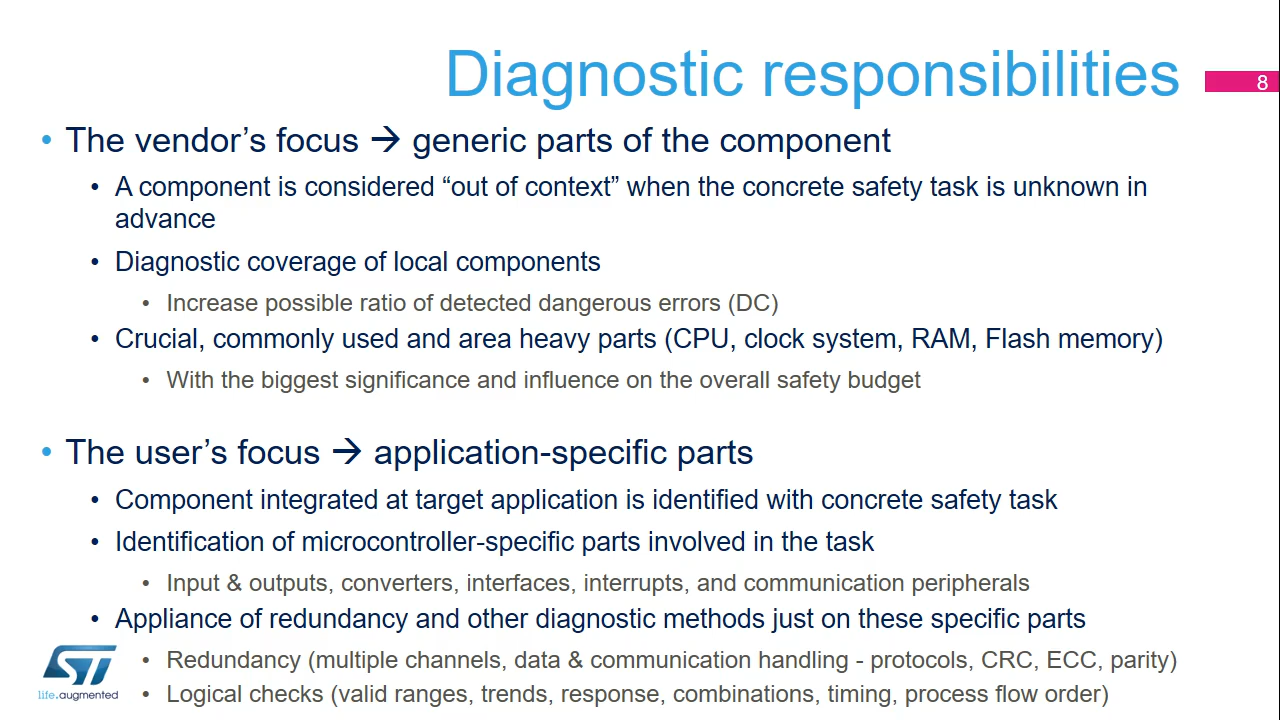 Diagnostic responsibilities
8
• The vendor’s focus → generic parts of the component
• A component is considered “out of context” when the concrete safety task is unknown in
advance
• Diagnostic coverage of local components
• Increase possible ratio of detected dangerous errors (DC)
• Crucial, commonly used and area heavy parts (CPU, clock system, RAM, Flash memory)
• With the biggest significance and influence on the overall safety budget
• The user’s focus → application-specific parts
• Component integrated at target application is identified with concrete safety task
• Identification of microcontroller-specific parts involved in the task
• Input & outputs, converters, interfaces, interrupts, and communication peripherals
• Appliance of redundancy and other diagnostic methods just on these specific parts
• Redundancy (multiple channels, data & communication handling - protocols, CRC, ECC, parity)
• Logical checks (valid ranges, trends, response, combinations, timing, process flow order)
ST
life.augmented